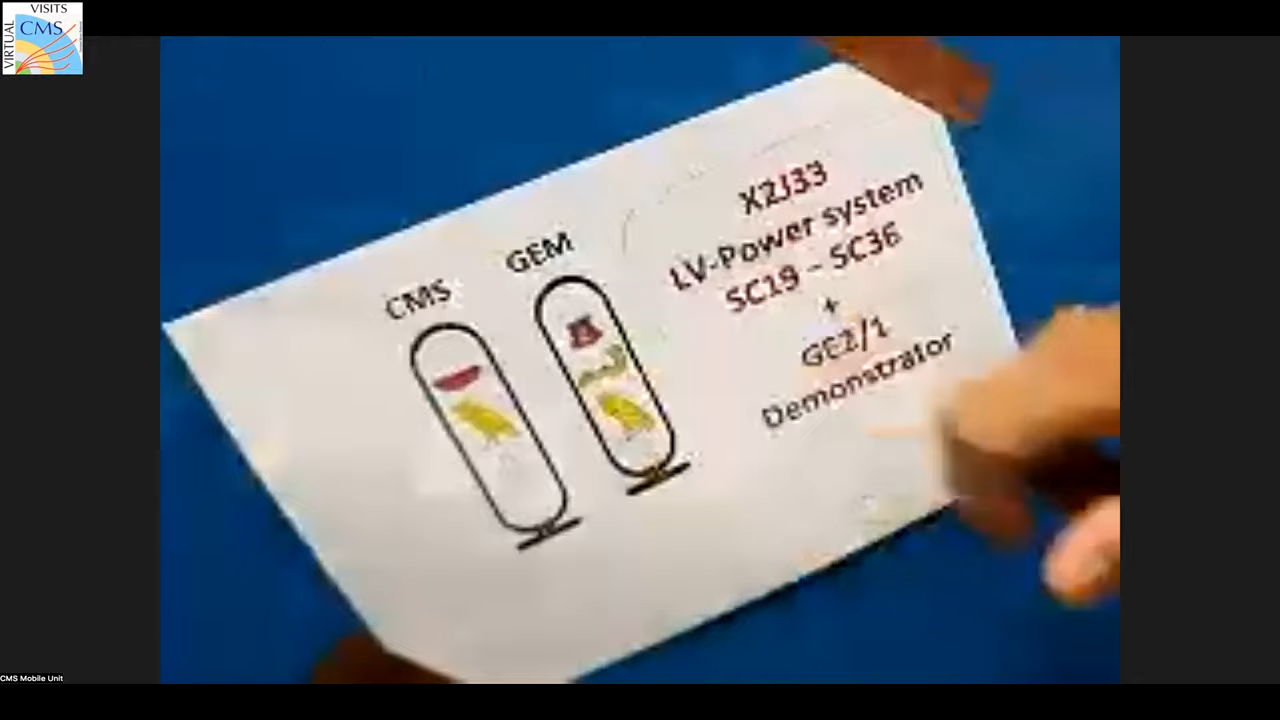 VISITS
VIRTUAL
CMS
CMS
GEM
X2J33
LV-Power system
SC19 – SC36
+
GE2/1
Demonstrator
CMS Mobile Unit